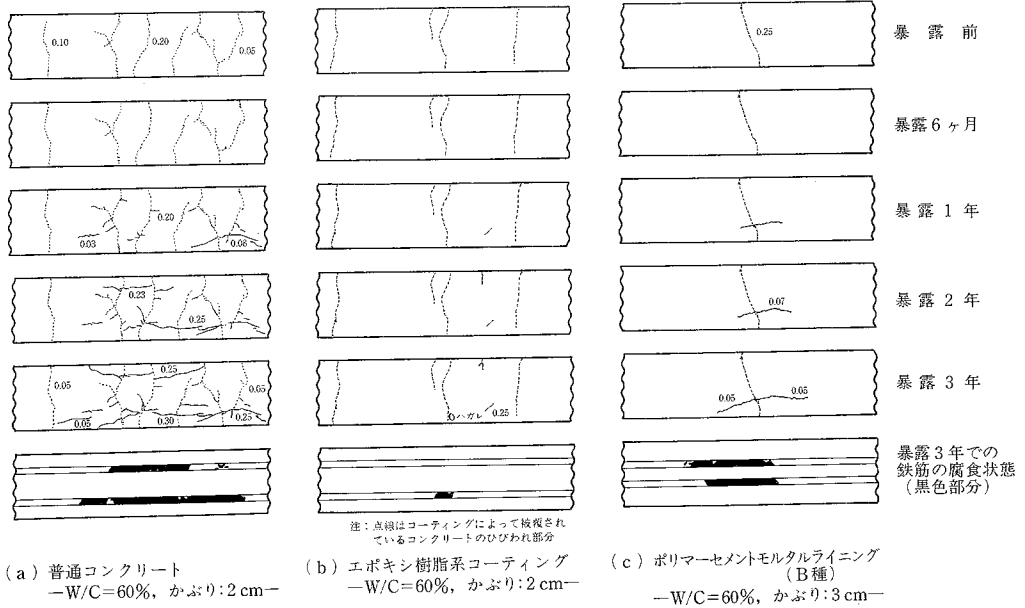 0.10
0.20
0.05
0.25
暴露前
暴露6ヶ月
0.03
0.20
0.08
暴露1年
0.23
0.25
0.07
暴露2年
0.05
0.25
0.05
0.05
0.30
0.25
ハガレ
0.25
0.05
0.05
暴露3年
暴露3年での
鉄筋の腐食状態
(黒色部分)
注:点線はコーティングによって被覆され
ているコンクリートのひびわれ部分
(a) 普通コンクリート
—W/C=60%, かぶり:2cm—
(b) エポキシ樹脂系コーティング
—W/C=60%, かぶり:2cm—
(c) ポリマーセメントモルタルライニング
(B種)
—W/C=60%, かぶり:3cm—